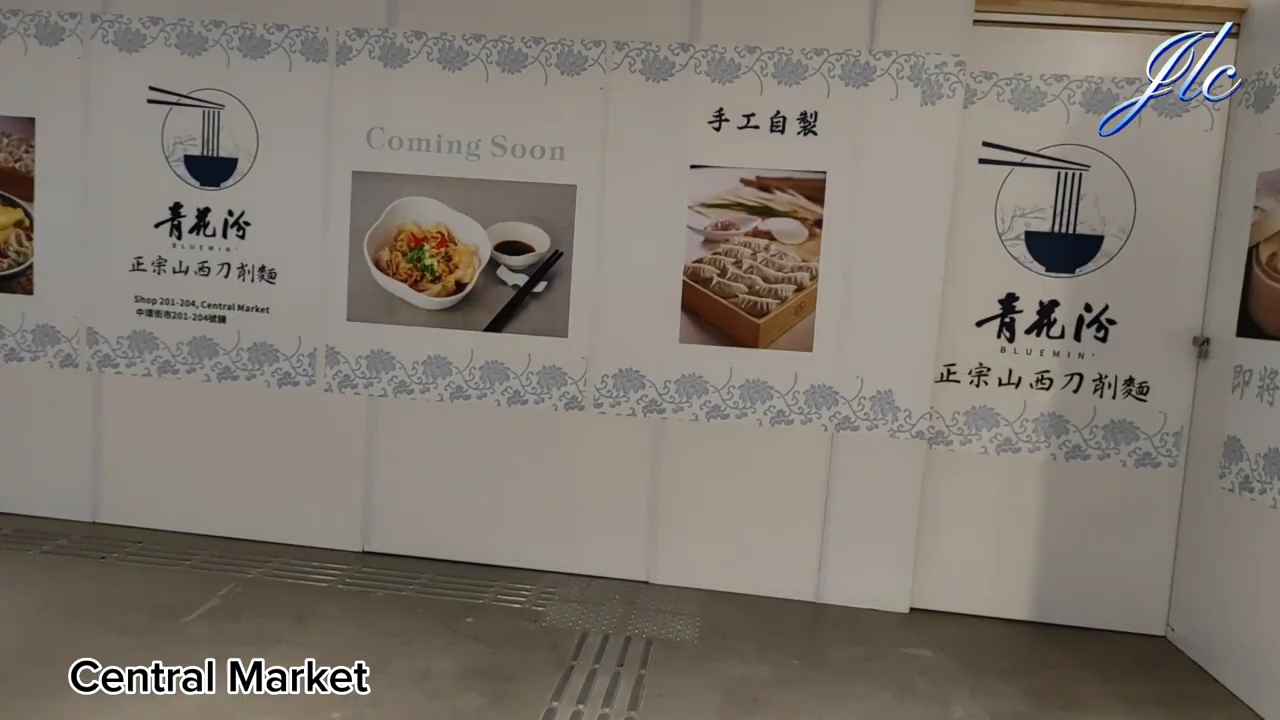 Jlc
Coming Soon
手工自製
青花汾
BLUEMIN'
正宗山西刀削麵
Shop 201-204, Central Market
中環街市201-204號舖
青花汾
BLUEMIN'
正宗山西刀削麵
即將
Central Market